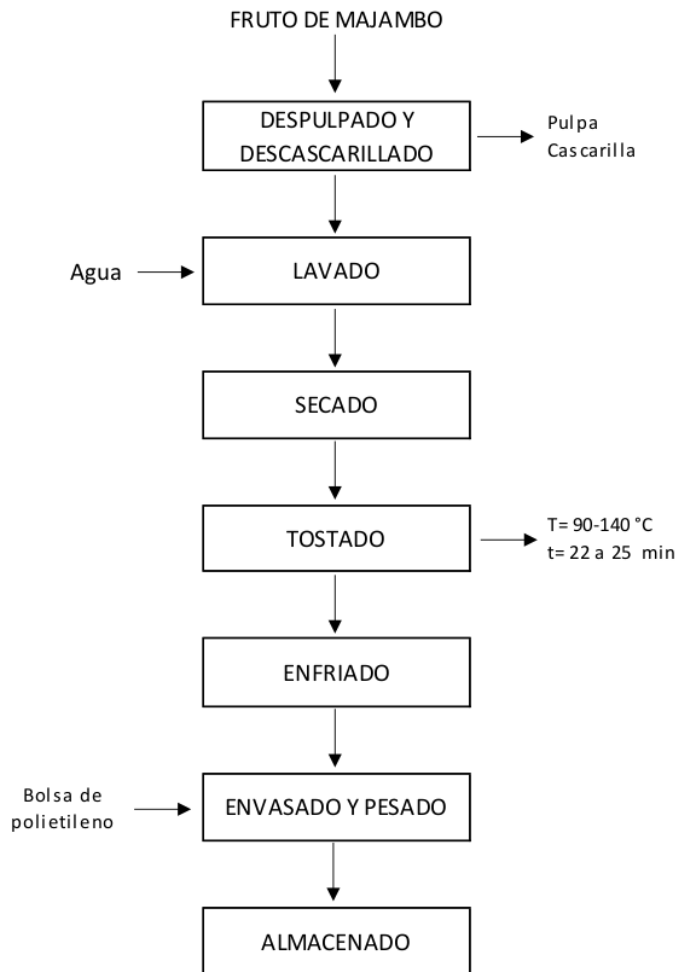 FRUTO DE MAJAMBO
DESPULPADO Y
DESCASCARILLADO
Pulpa
Cascarilla
Agua
LAVADO
SECADO
TOSTADO
T= 90-140 °C
t= 22 a 25 min
ENFRIADO
Bolsa de
polietileno
ENVASADO Y PESADO
ALMACENADO